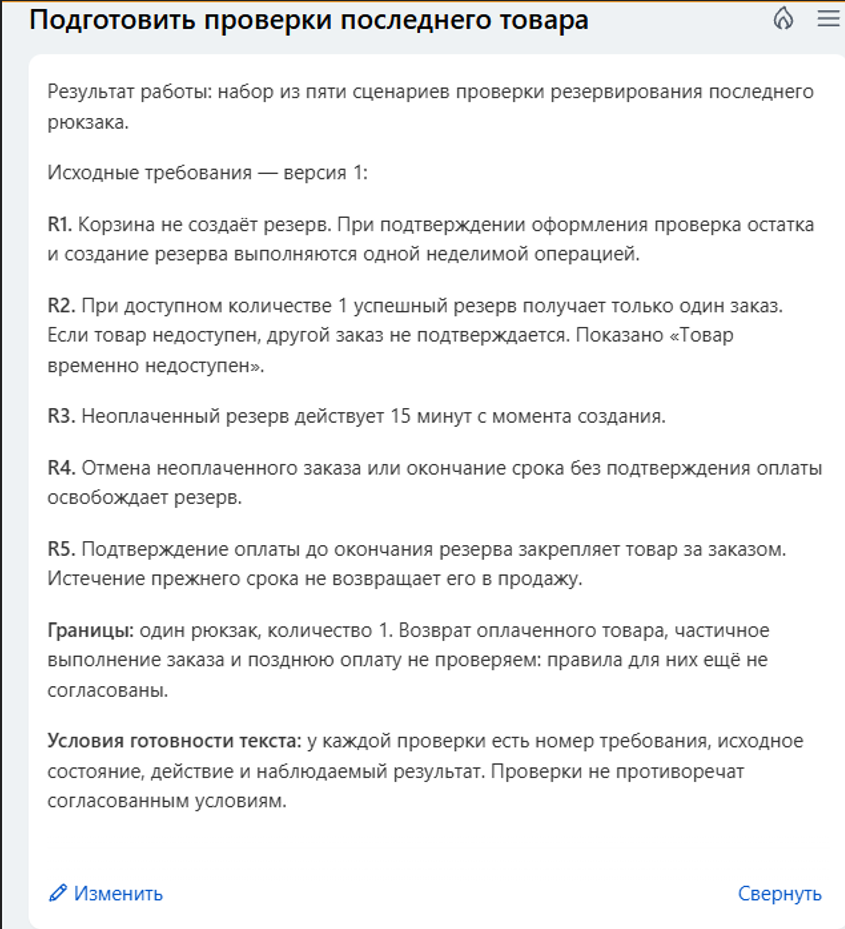 Подготовить проверки последнего товара
Результат работы: набор из пяти сценариев проверки резервирования последнего
рюкзака.
Исходные требования — версия 1:
R1. Корзина не создаёт резерв. При подтверждении оформления проверка остатка
и создание резерва выполняются одной неделимой операцией.
R2. При доступном количестве 1 успешный резерв получает только один заказ.
Если товар недоступен, другой заказ не подтверждается. Показано «Товар
временно недоступен».
R3. Неоплаченный резерв действует 15 минут с момента создания.
R4. Отмена неоплаченного заказа или окончание срока без подтверждения оплаты
освобождает резерв.
R5. Подтверждение оплаты до окончания резерва закрепляет товар за заказом.
Истечение прежнего срока не возвращает его в продажу.
Границы: один рюкзак, количество 1. Возврат оплаченного товара, частичное
выполнение заказа и позднюю оплату не проверяем: правила для них ещё не
согласованы.
Условия готовности текста: у каждой проверки есть номер требования, исходное
состояние, действие и наблюдаемый результат. Проверки не противоречат
согласованным условиям.
Изменить
Свернуть